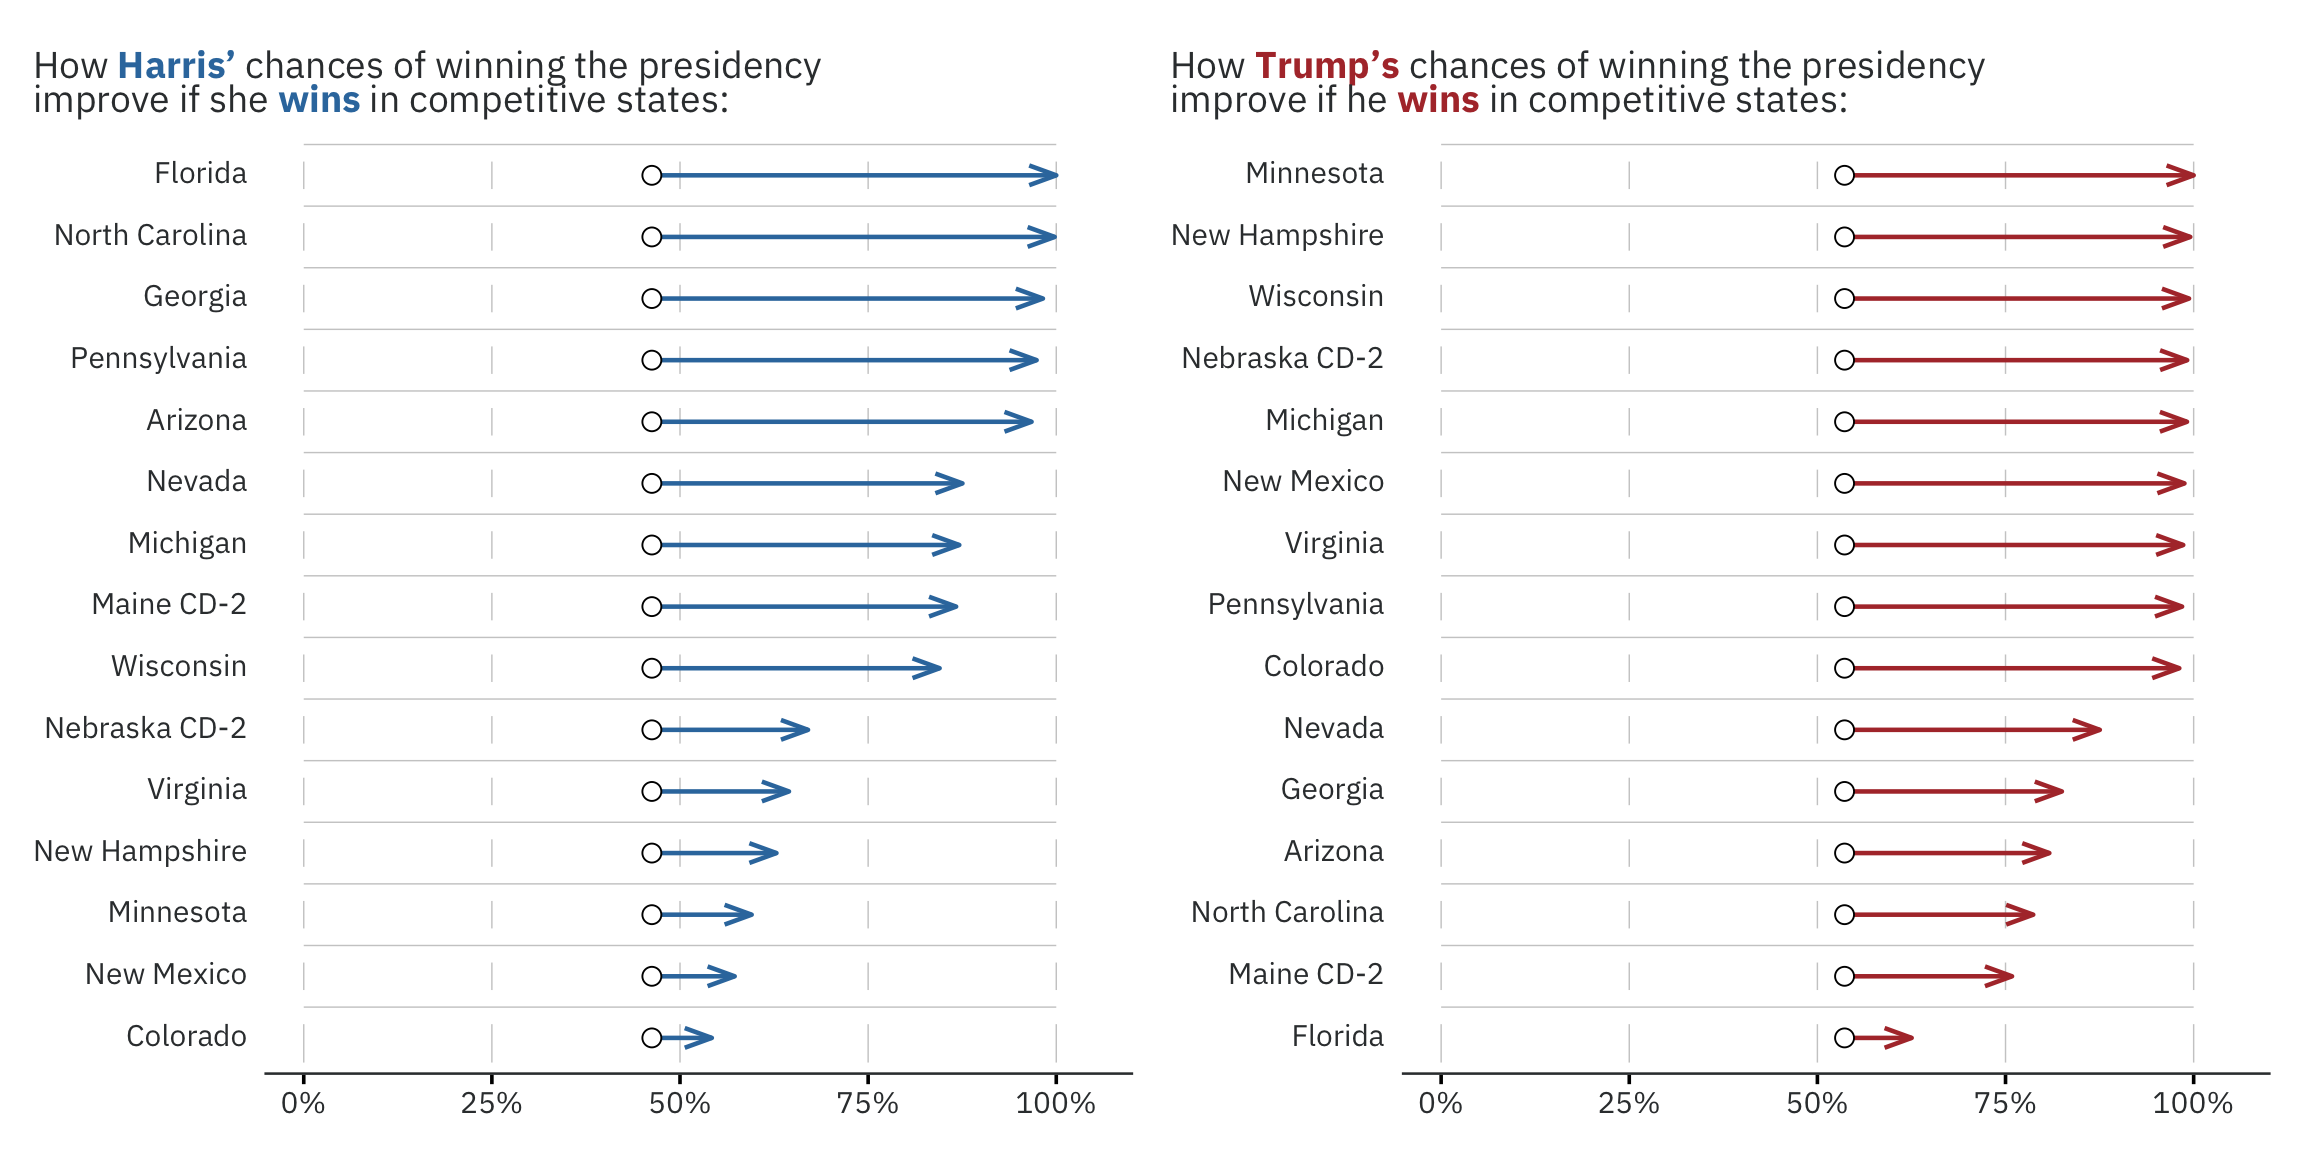 How Harris’ chances of winning the presidency
improve if she wins in competitive states:
Florida
North Carolina
Georgia
Pennsylvania
Arizona
Nevada
Michigan
Maine CD-2
Wisconsin
Nebraska CD-2
Virginia
New Hampshire
Minnesota
New Mexico
Colorado
0% 25% 50% 75% 100%
How Trump’s chances of winning the presidency
improve if he wins in competitive states:
Minnesota
New Hampshire
Wisconsin
Nebraska CD-2
Michigan
New Mexico
Virginia
Pennsylvania
Colorado
Nevada
Georgia
Arizona
North Carolina
Maine CD-2
Florida
0% 25% 50% 75% 100%